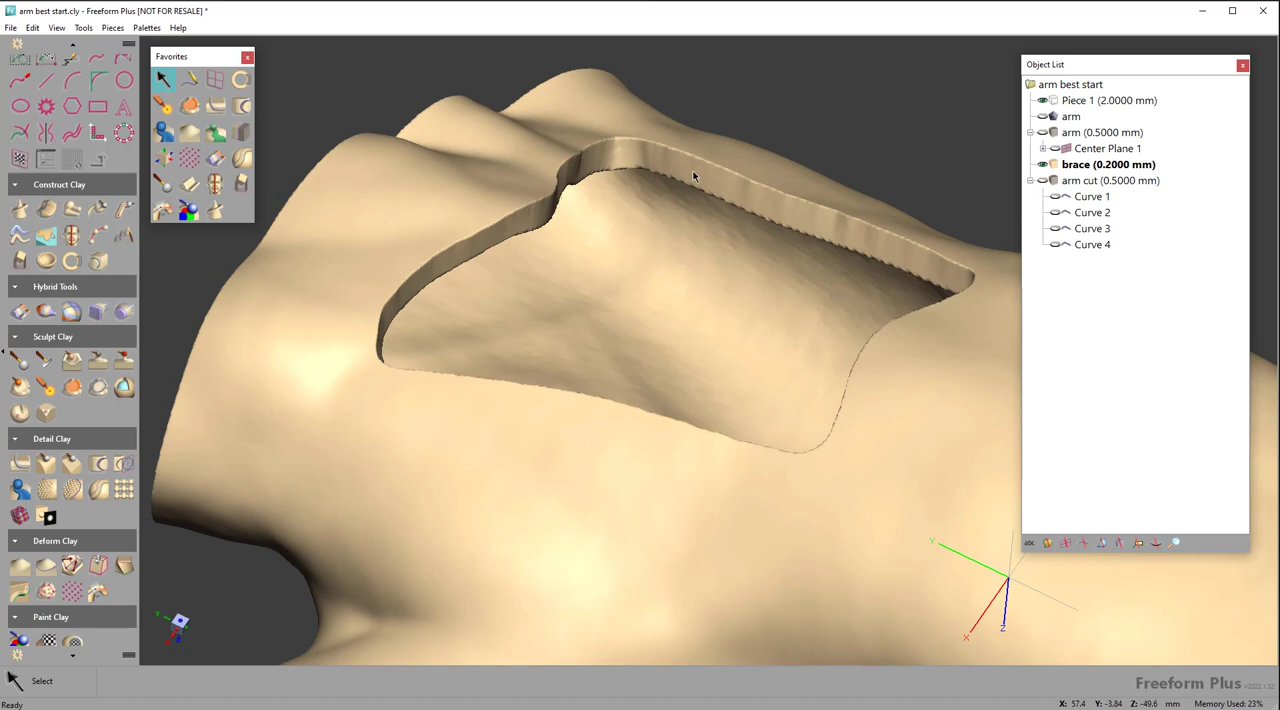 arm best start.cly - Freeform Plus [NOT FOR RESALE] *
File Edit View Tools Pieces Palettes Help
Favorites
x
Object List
x
arm best start
Piece 1 (2.0000 mm)
arm
arm (0.5000 mm)
Center Plane 1
brace (0.2000 mm)
arm cut (0.5000 mm)
Curve 1
Curve 2
Curve 3
Curve 4
abc
Construct Clay
Hybrid Tools
Sculpt Clay
Detail Clay
Deform Clay
Paint Clay
Y
X
Z
Y
Select
Freeform Plus V2022.1.32
Ready
X: 57.4 Y: -3.84 Z: -49.6 mm Memory Used: 23%